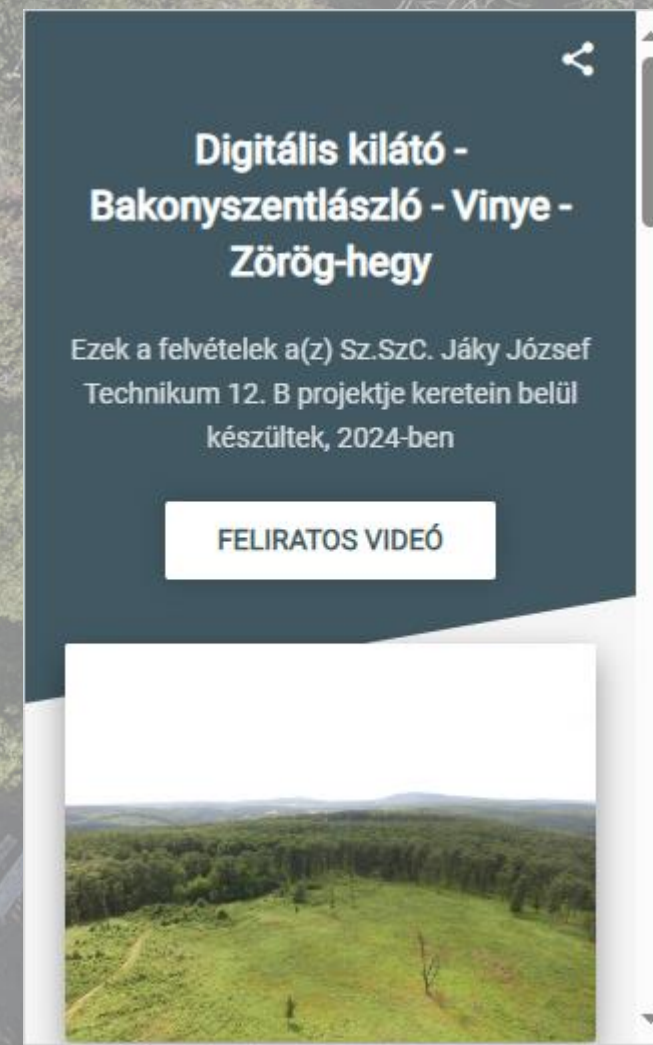 Digitális kilátó -
Bakonyszentlászló - Vinye -
Zörög-hegy
Ezek a felvételek a(z) Sz.SzC. Jáky József
Technikum 12. B projektje keretein belül
készültek, 2024-ben
FELIRATOS VIDEÓ